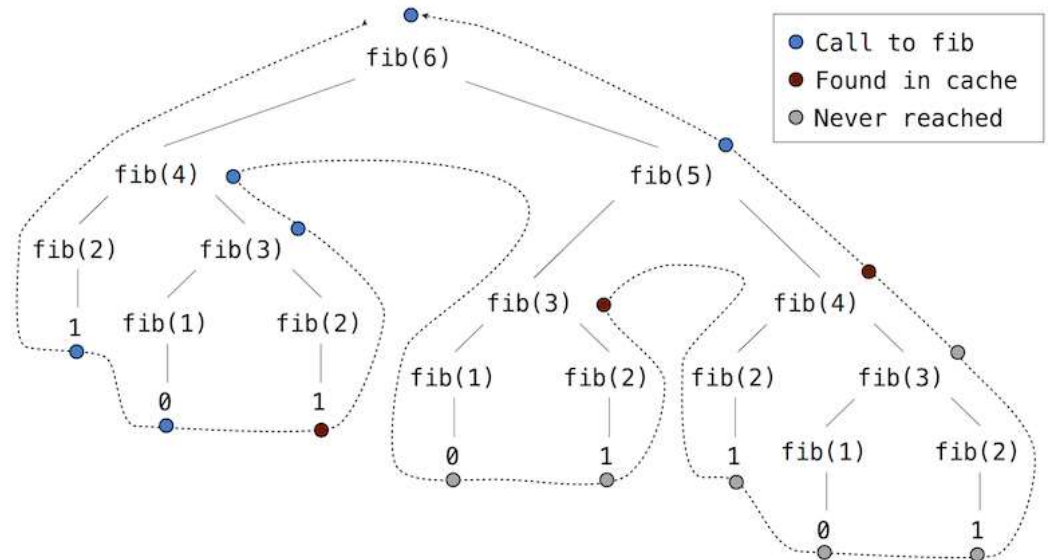 fib(6)
Call to fib
Found in cache
Never reached
fib(4)
fib(5)
fib(2)
fib(3)
fib(3)
fib(4)
1
fib(1)
fib(2)
fib(1)
fib(2)
fib(2)
fib(3)
0
1
0
1
1
fib(1)
fib(2)
0
1